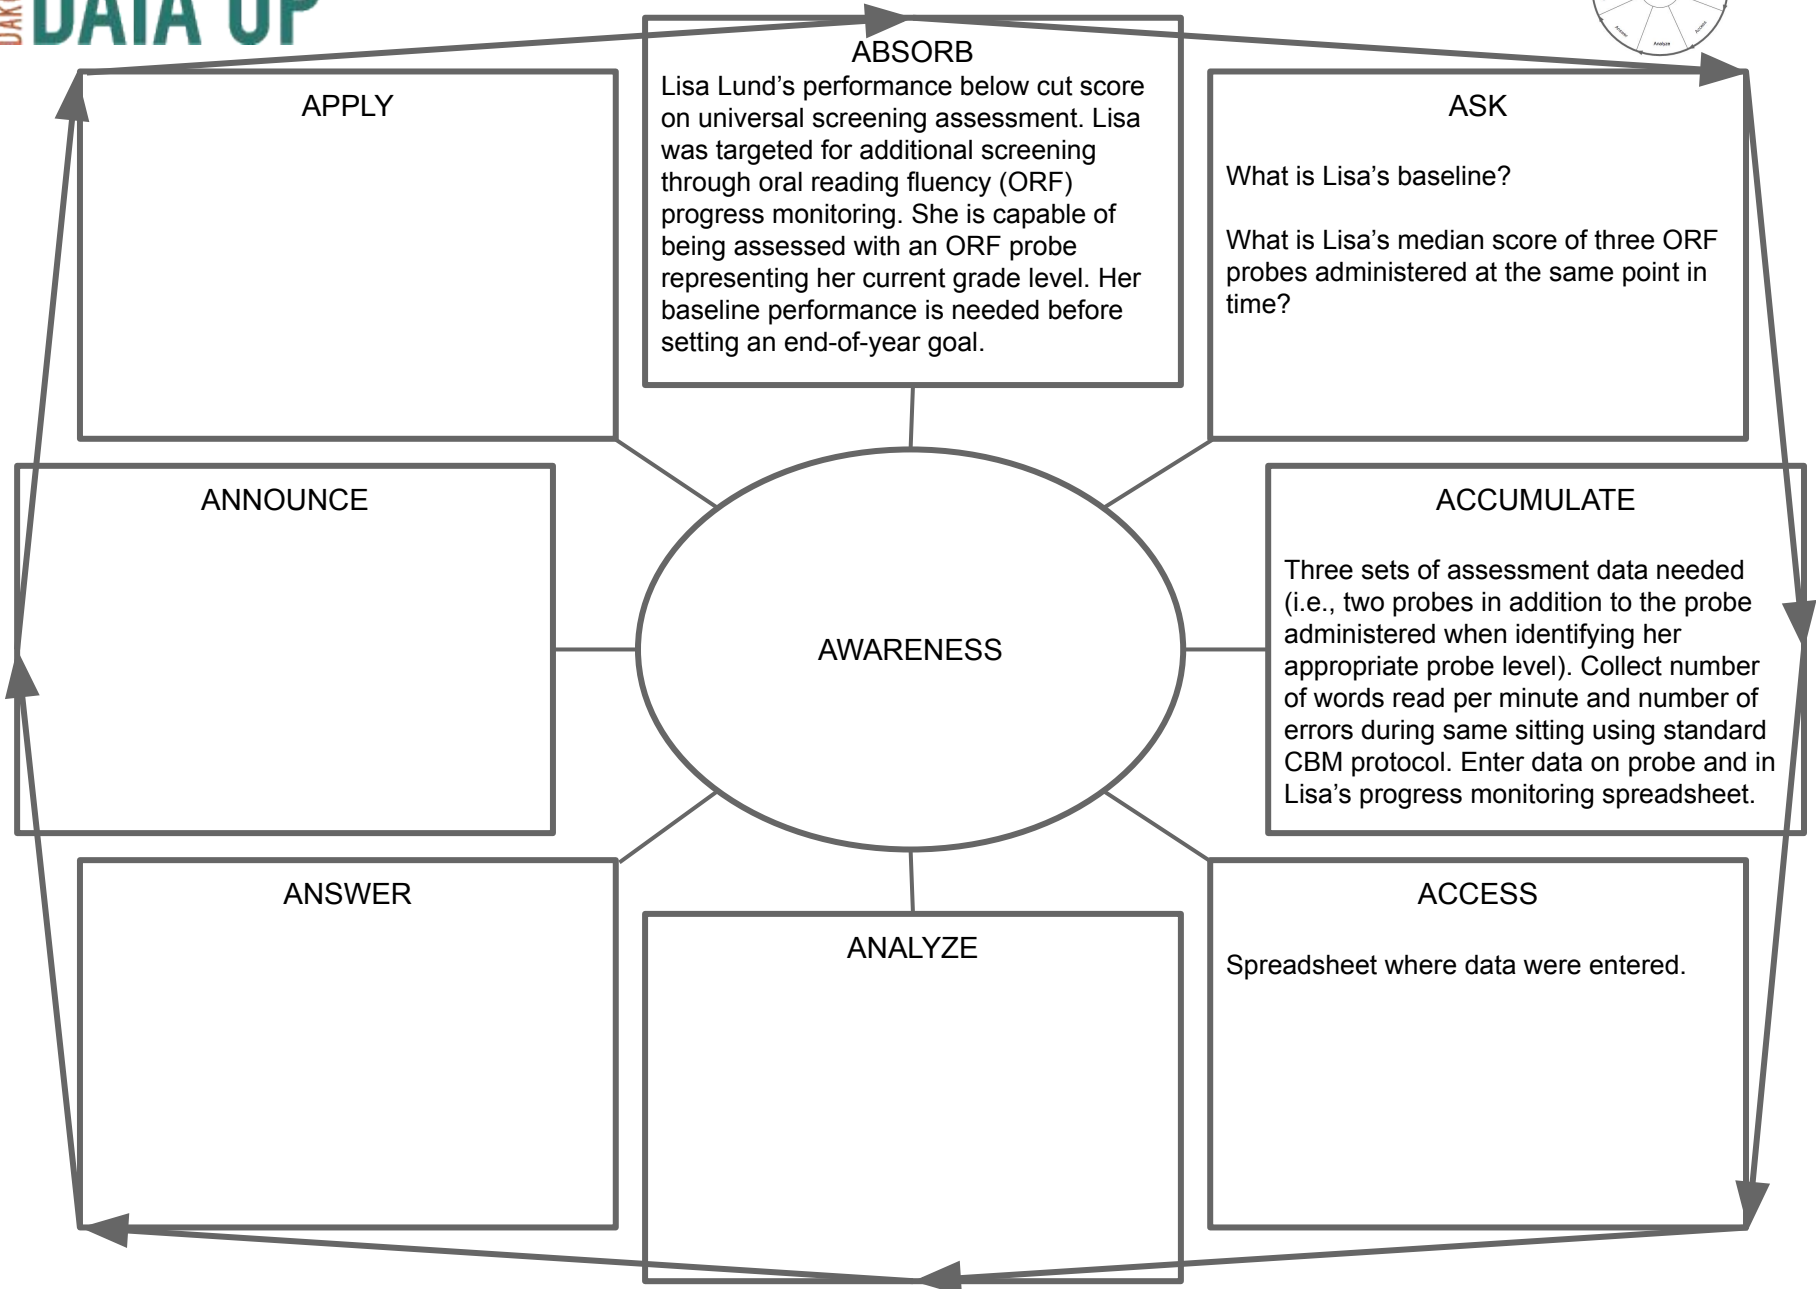 DATA UP
ABSORB
Lisa Lund’s performance below cut score
on universal screening assessment. Lisa
was targeted for additional screening
through oral reading fluency (ORF)
progress monitoring. She is capable of
being assessed with an ORF probe
representing her current grade level. Her
baseline performance is needed before
setting an end-of-year goal.
ASK
What is Lisa’s baseline?
What is Lisa’s median score of three ORF
probes administered at the same point in
time?
ACCUMULATE
Three sets of assessment data needed
(i.e., two probes in addition to the probe
administered when identifying her
appropriate probe level). Collect number
of words read per minute and number of
errors during same sitting using standard
CBM protocol. Enter data on probe and in
Lisa’s progress monitoring spreadsheet.
ACCESS
Spreadsheet where data were entered.
ANALYZE
ANSWER
ANNOUNCE
APPLY
AWARENESS
Answer
Analyze
Access